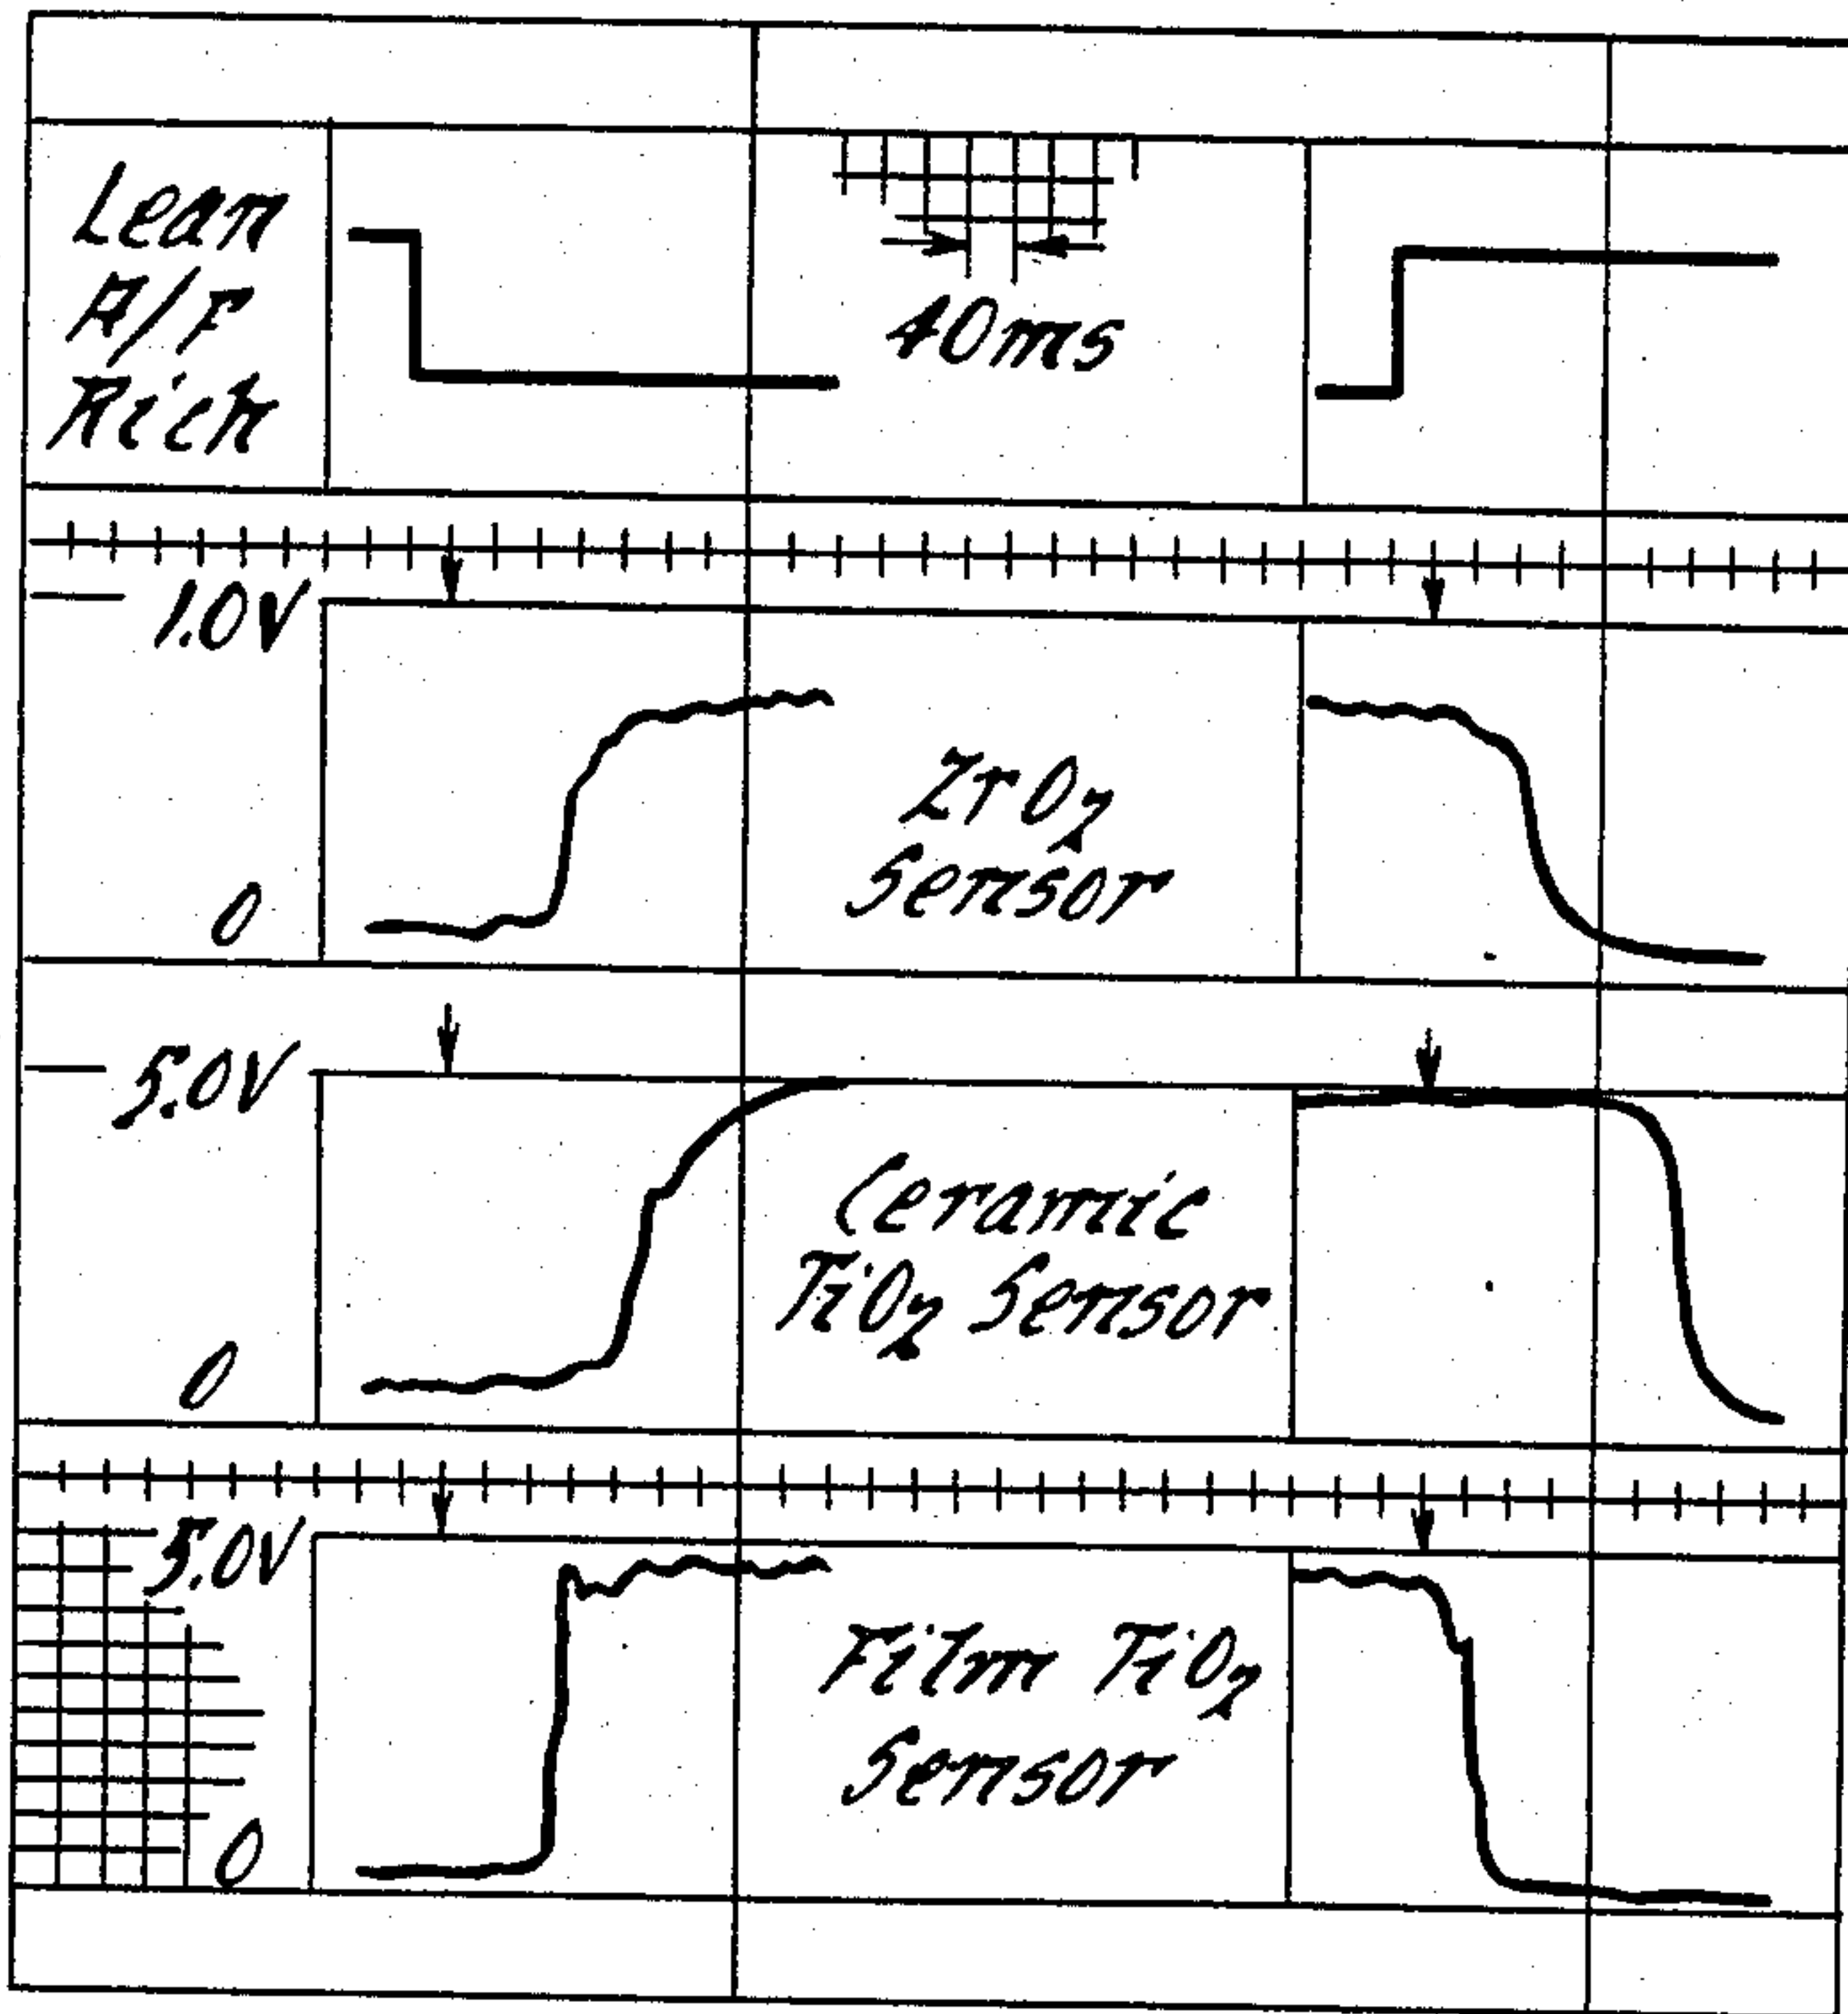 Lean
A/F
Rich
40ms
1.0V
0
ZrO2
Sensor
5.0V
0
Ceramic
TiO2 Sensor
5.0V
0
Film TiO2
Sensor